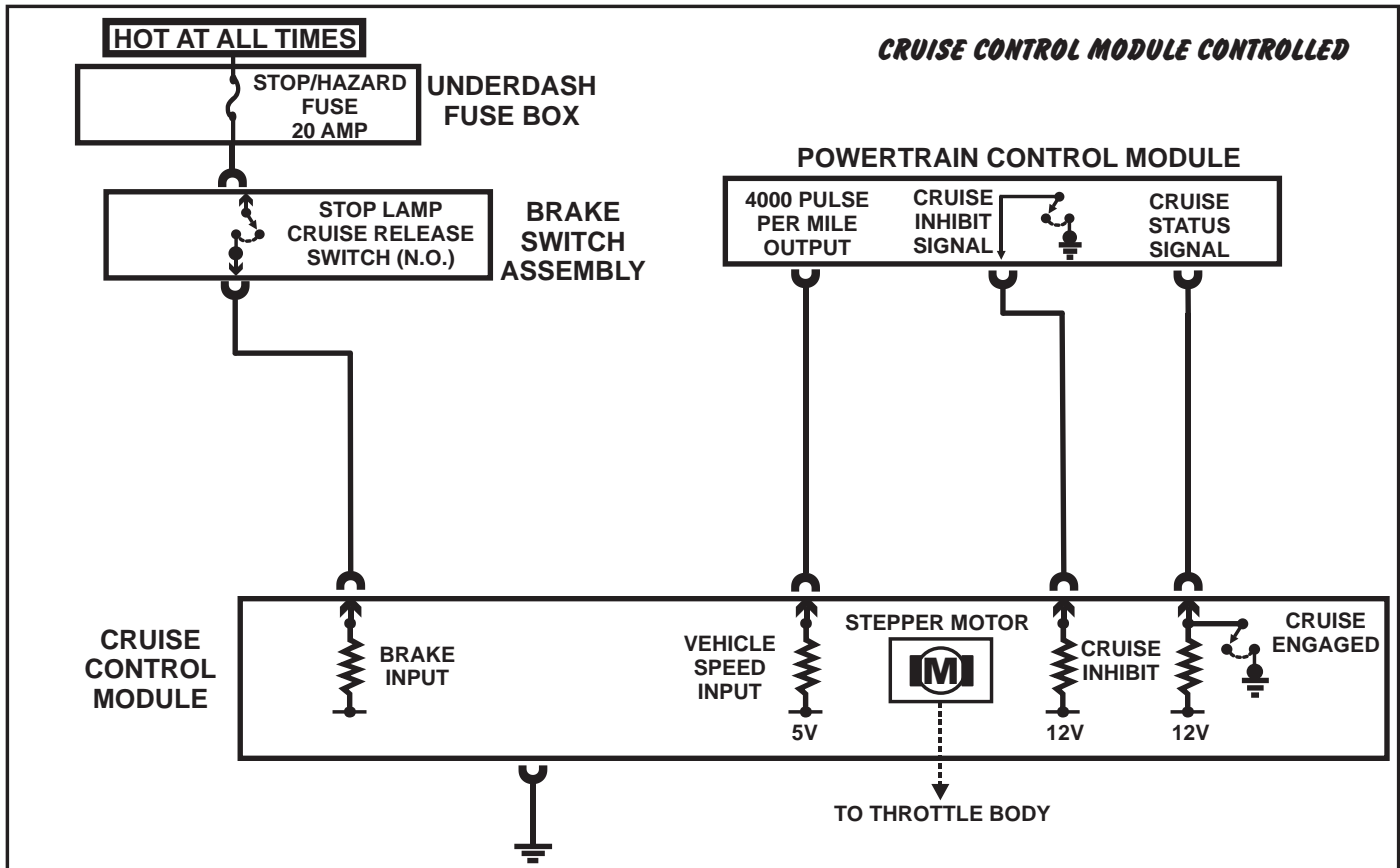 HOT AT ALL TIMES
CRUISE CONTROL MODULE CONTROLLED
STOP/HAZARD
FUSE
20 AMP
UNDERDASH
FUSE BOX
POWERTRAIN CONTROL MODULE
STOP LAMP
CRUISE RELEASE
SWITCH (N.O.)
BRAKE
SWITCH
ASSEMBLY
4000 PULSE
PER MILE
OUTPUT
CRUISE
INHIBIT
SIGNAL
CRUISE
STATUS
SIGNAL
CRUISE
CONTROL
MODULE
BRAKE
INPUT
VEHICLE
SPEED
INPUT
5V
STEPPER MOTOR
M
CRUISE
INHIBIT
12V
12V
CRUISE
ENGAGED
TO THROTTLE BODY